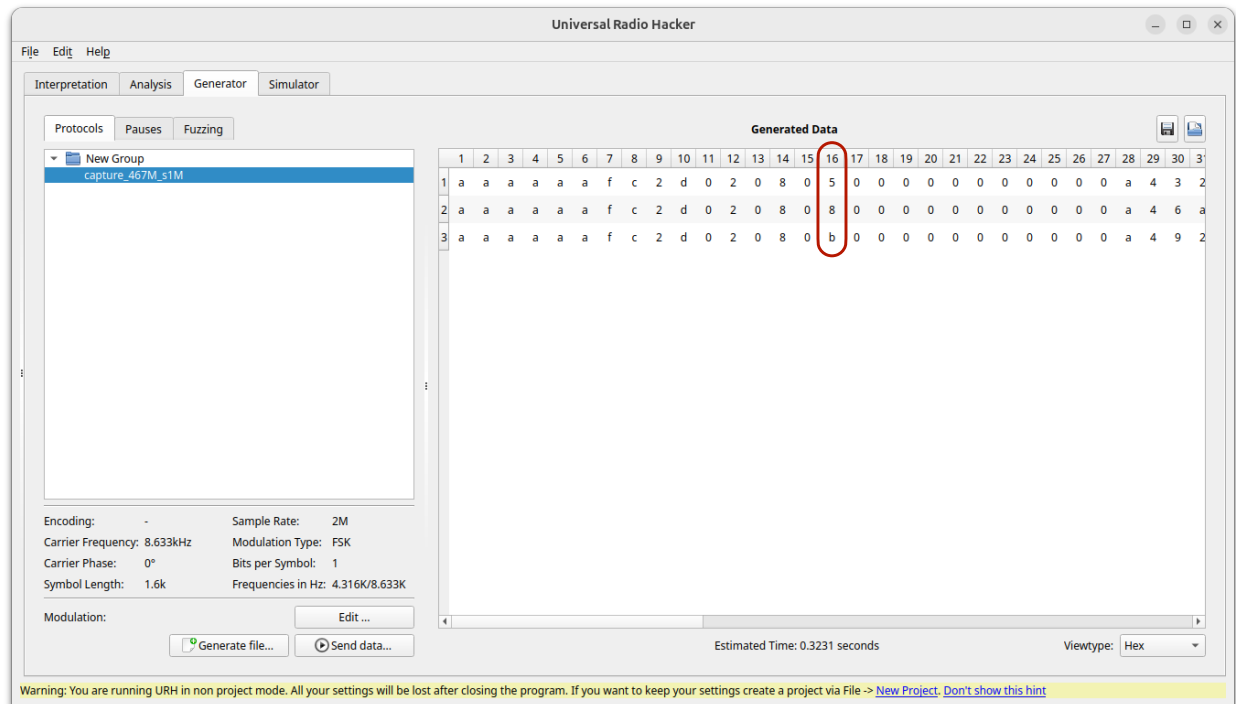 Universal Radio Hacker
File Edit Help
Interpretation Analysis Generator Simulator
Protocols Pauses Fuzzing
Generated Data
New Group
capture_467M_s1M
1 2 3 4 5 6 7 8 9 10 11 12 13 14 15 16 17 18 19 20 21 22 23 24 25 26 27 28 29 30
1 a a a a a a f c 2 d 0 2 0 8 0 5 0 0 0 0 0 0 0 0 0 0 0 a 4 3 2
2 a a a a a a f c 2 d 0 2 0 8 0 8 0 0 0 0 0 0 0 0 0 0 0 a 4 6 a
3 a a a a a a f c 2 d 0 2 0 8 0 b 0 0 0 0 0 0 0 0 0 0 0 a 4 9 2
Encoding: - Sample Rate: 2M
Carrier Frequency: 8.633kHz Modulation Type: FSK
Carrier Phase: 0° Bits per Symbol: 1
Symbol Length: 1.6k Frequencies in Hz: 4.316K/8.633K
Modulation: Edit ...
Generate file... Send data...
Estimated Time: 0.3231 seconds Viewtype: Hex
Warning: You are running URH in non project mode. All your settings will be lost after closing the program. If you want to keep your settings create a project via File -> New Project. Don't show this hint